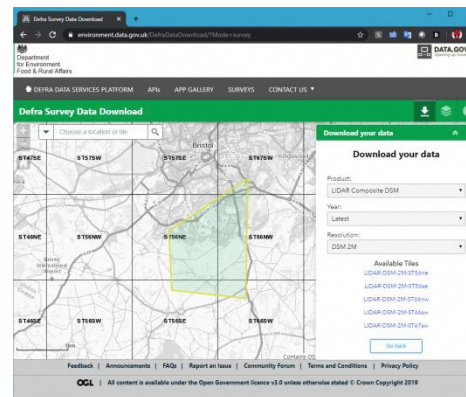 Defra Survey Data Download
environment.data.gov.uk/DefraDataDownload/?Mode=survey
Department
for Environment
Food & Rural Affairs
DATA.GOV
DEFRA DATA SERVICES PLATFORM APIs APP GALLERY SURVEYS CONTACT US
Defra Survey Data Download
Choose a location or tile
Bristol
ST47SE ST57SW ST57SE ST67SW
ST46NE ST56NW ST56NE ST66NW
ST46SE ST56SW ST56SE ST66SW
Contains OS
Download your data
Download your data
Product:
LIDAR Composite DSM
Year:
Latest
Resolution:
DSM 2M
Available Tiles
LIDAR-DSM-2M-ST56ne
LIDAR-DSM-2M-ST56se
LIDAR-DSM-2M-ST66nw
LIDAR-DSM-2M-ST66sw
LIDAR-DSM-2M-ST67sw
Go back
Feedback | Announcements | FAQs | Report an Issue | Community Forum | Terms and Conditions | Privacy Policy
OGL | All content is available under the Open Government licence v3.0 unless otherwise stated © Crown Copyright 2019